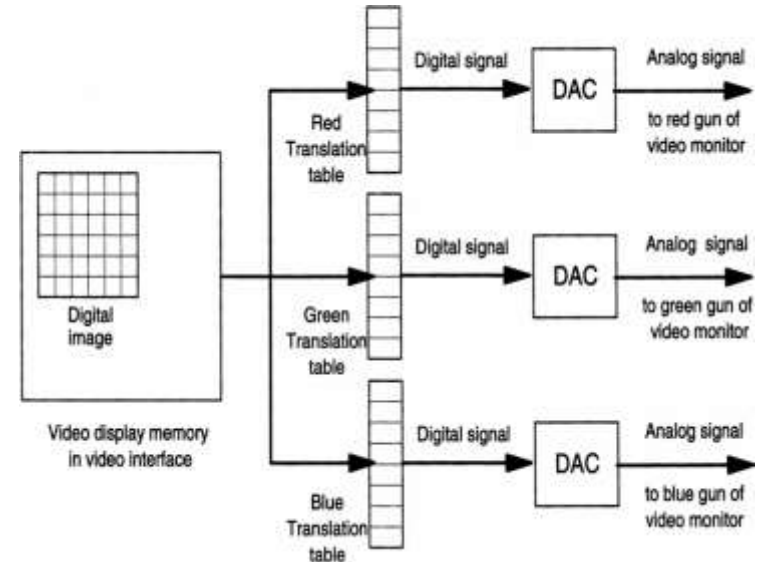 Digital signal
DAC
Analog signal
to red gun of
video monitor
Red
Translation
table
Digital
image
Video display memory
in video interface
Digital signal
DAC
Analog signal
to green gun of
video monitor
Green
Translation
table
Digital signal
DAC
Analog signal
to blue gun of
video monitor
Blue
Translation
table